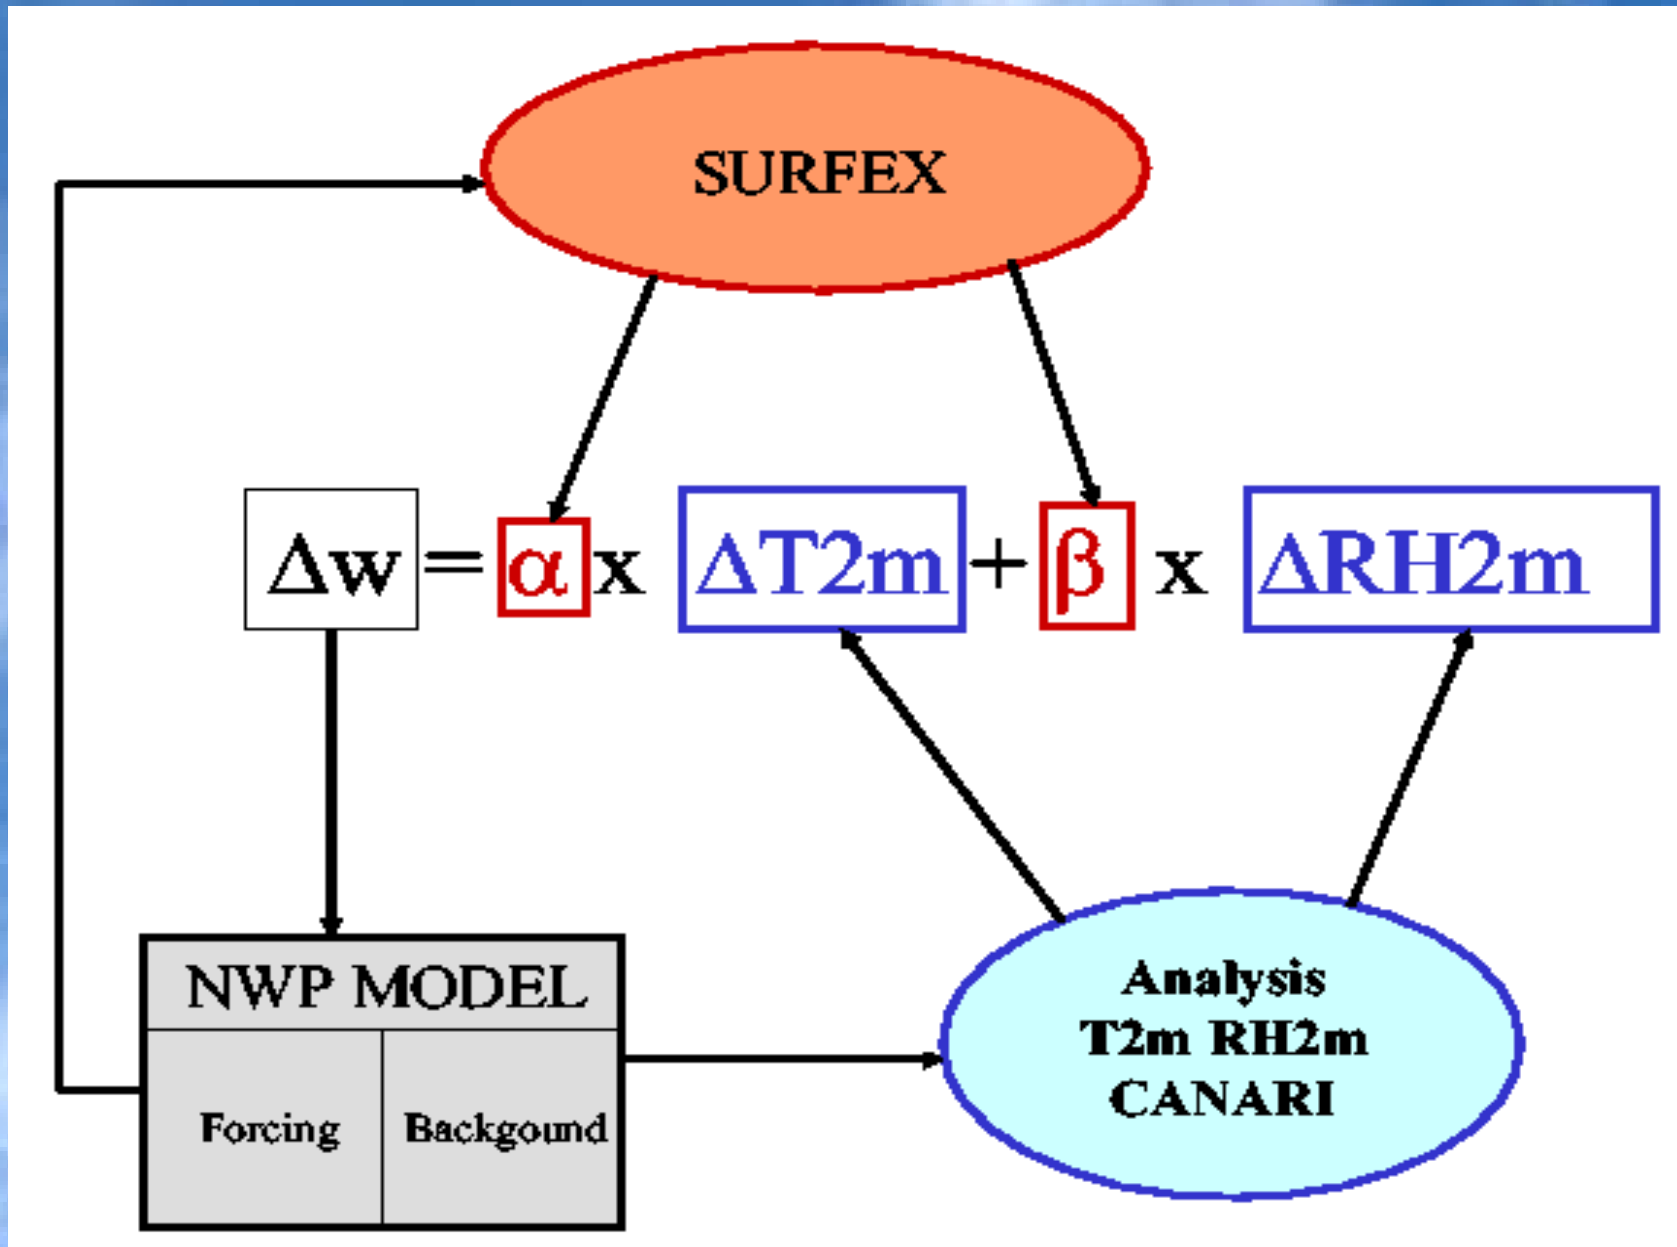 SURFEX
Δw = α x ΔT2m + β x ΔRH2m
NWP MODEL
Forcing
Backgound
Analysis
T2m RH2m
CANARI